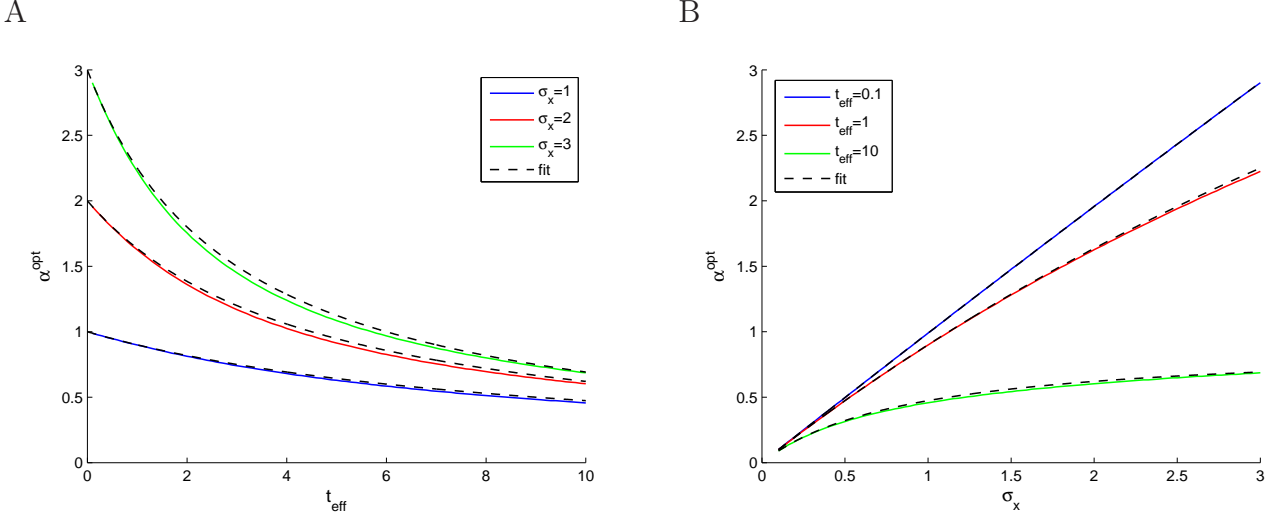 A
B
3
2.5
2
1.5
1
0.5
0
α^opt
0 2 4 6 8 10
t_eff
σ_x=1
σ_x=2
σ_x=3
fit
3
2.5
2
1.5
1
0.5
0
α^opt
0 0.5 1 1.5 2 2.5 3
σ_x
t_eff=0.1
t_eff=1
t_eff=10
fit